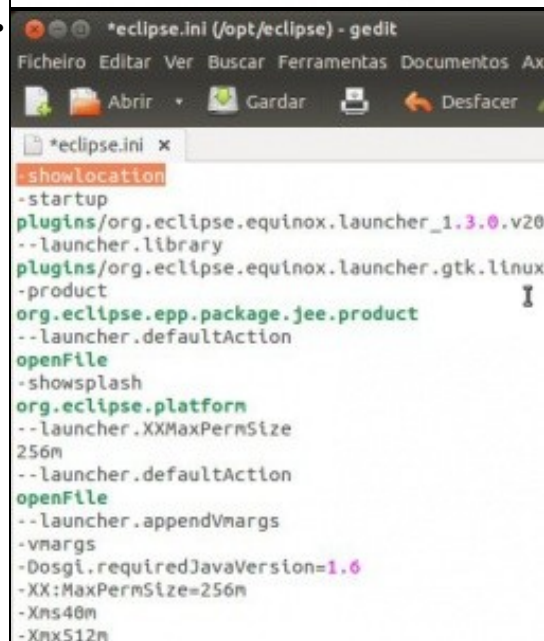 *eclipse.ini (/opt/eclipse) - gedit
Ficheiro Editar Ver Buscar Ferramentas Documentos Ax
Abrir Gardar Desfacer
*eclipse.ini x
-showlocation
-startup
plugins/org.eclipse.equinox.launcher_1.3.0.v20
--launcher.library
plugins/org.eclipse.equinox.launcher.gtk.linux
-product
org.eclipse.epp.package.jee.product
--launcher.defaultAction
openFile
-showsplash
org.eclipse.platform
--launcher.XXMaxPermSize
256m
--launcher.defaultAction
openFile
--launcher.appendVmargs
-vmargs
-Dosgi.requiredJavaVersion=1.6
-XX:MaxPermSize=256m
-Xms40m
-Xmx512m